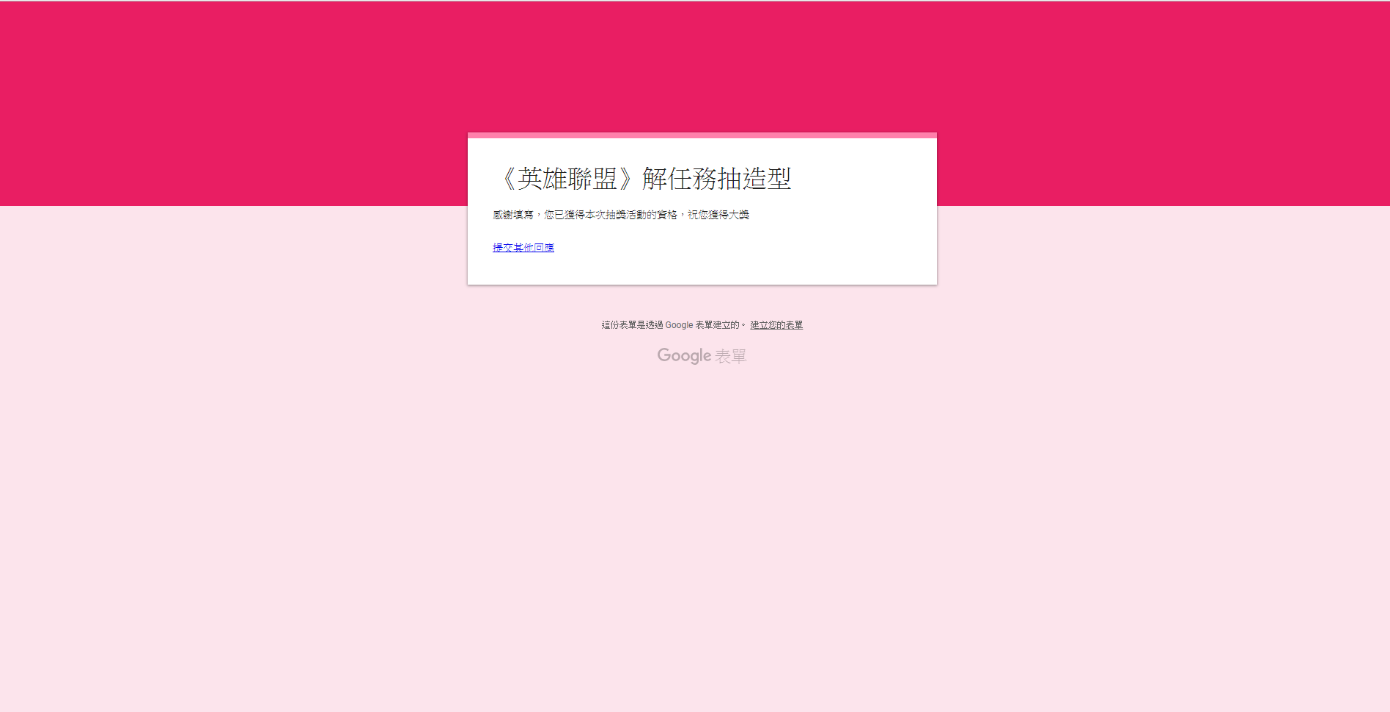 《英雄聯盟》解任務抽造型
感謝填寫，您已獲得本次抽獎活動的資格，祝您獲得大獎
提交其他回應
這份表單是透過 Google 表單建立的。 建立您的表單
Google 表單